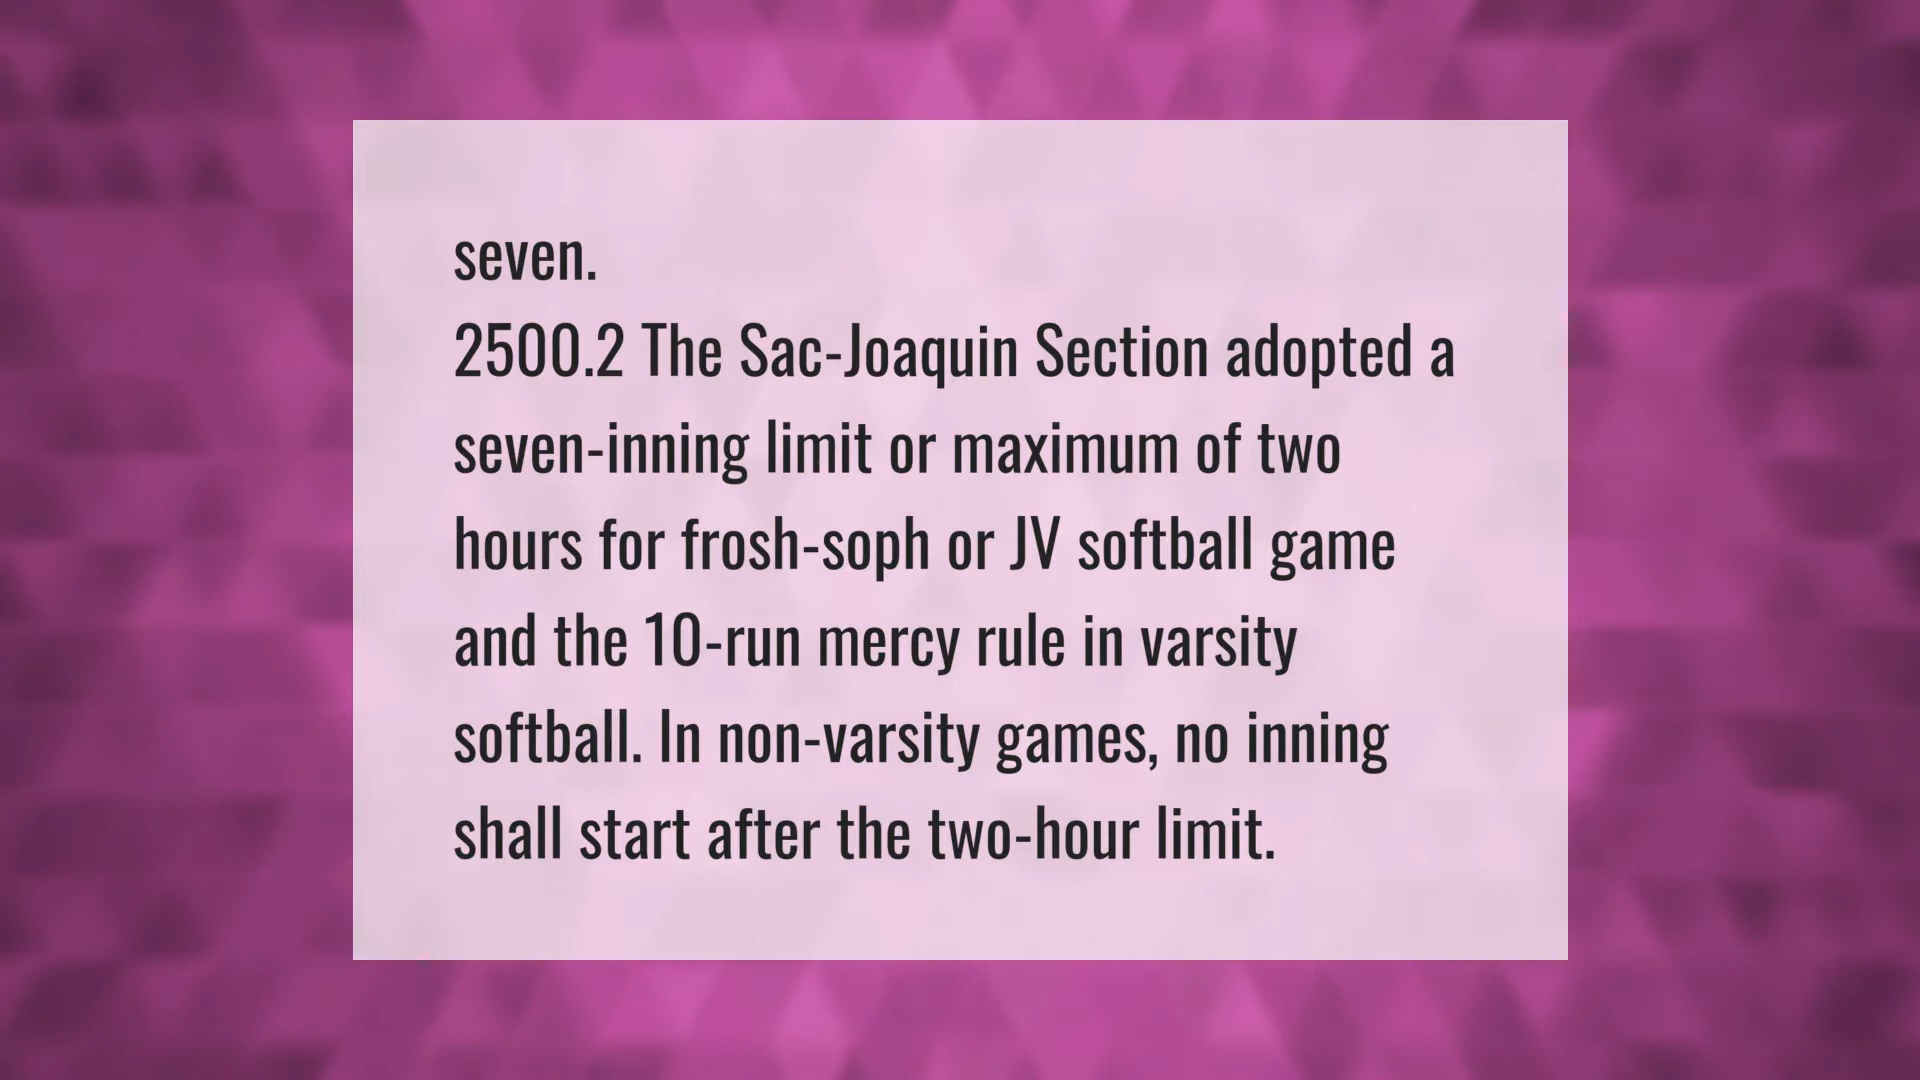 seven.
2500.2 The Sac-Joaquin Section adopted a
seven-inning limit or maximum of two
hours for frosh-soph or JV softball game
and the 10-run mercy rule in varsity
softball. In non-varsity games, no inning
shall start after the two-hour limit.